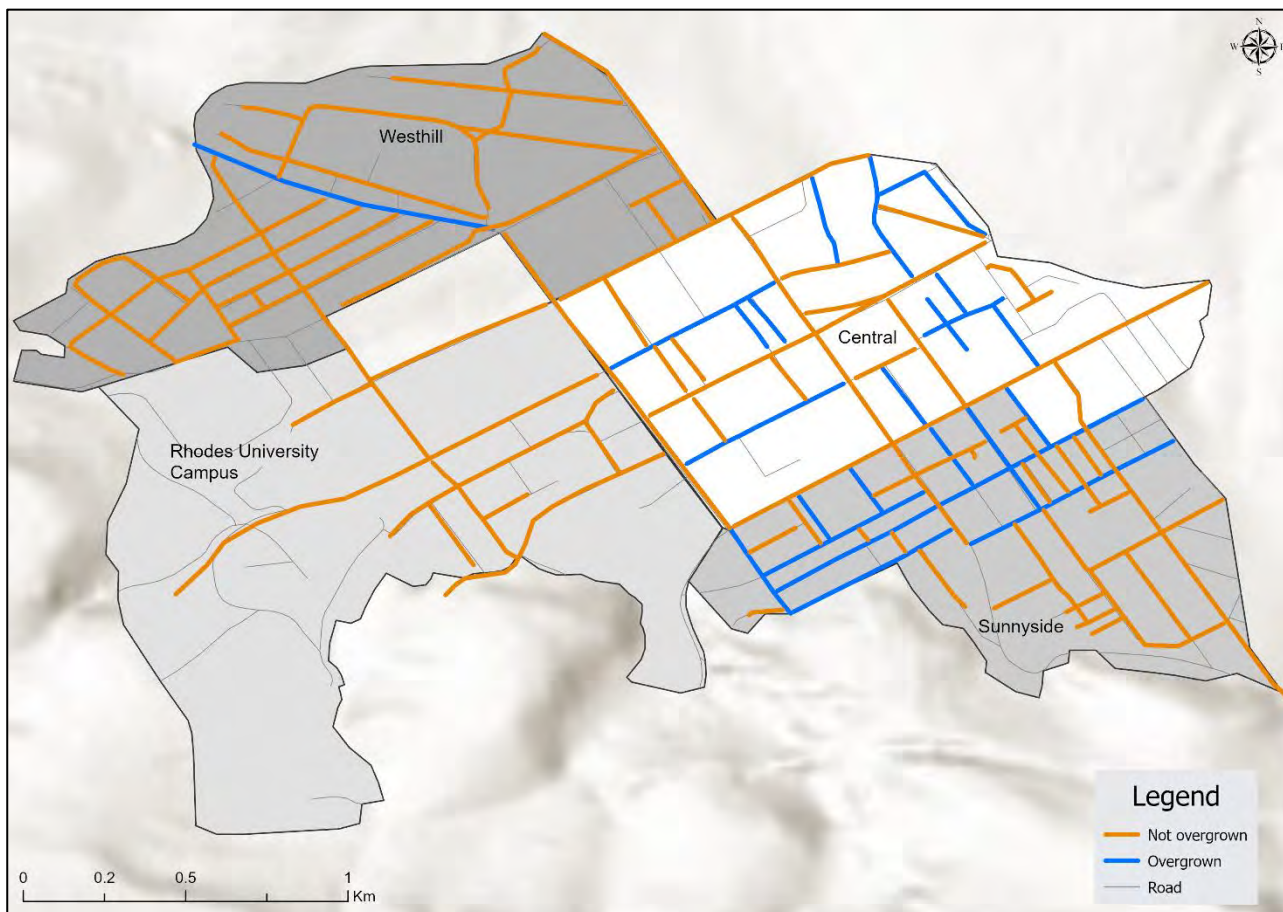 N
W
E
S
Westhill
Central
Rhodes University
Campus
Sunnyside
Legend
Not overgrown
Overgrown
Road
0 0.2 0.5 1
Km